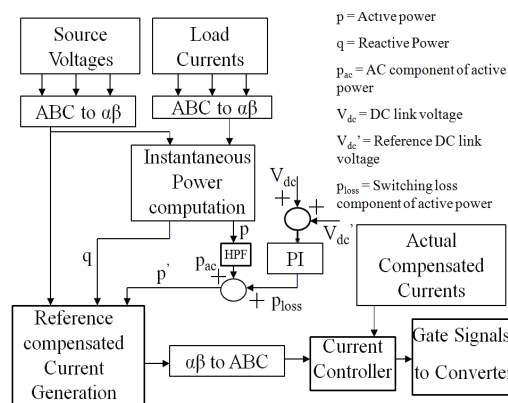 Source
Voltages
Load
Currents
ABC to αβ
ABC to αβ
Instantaneous
Power
computation
p
q
HPF
p_ac
+
p'
V_dc
+
+
V_dc'
PI
+ p_loss
Reference
compensated
Current
Generation
αβ to ABC
Current
Controller
Actual
Compensated
Currents
Gate Signals
to Converter
p = Active power
q = Reactive Power
p_ac = AC component of active
power
V_dc = DC link voltage
V_dc' = Reference DC link
voltage
p_loss = Switching loss
component of active power